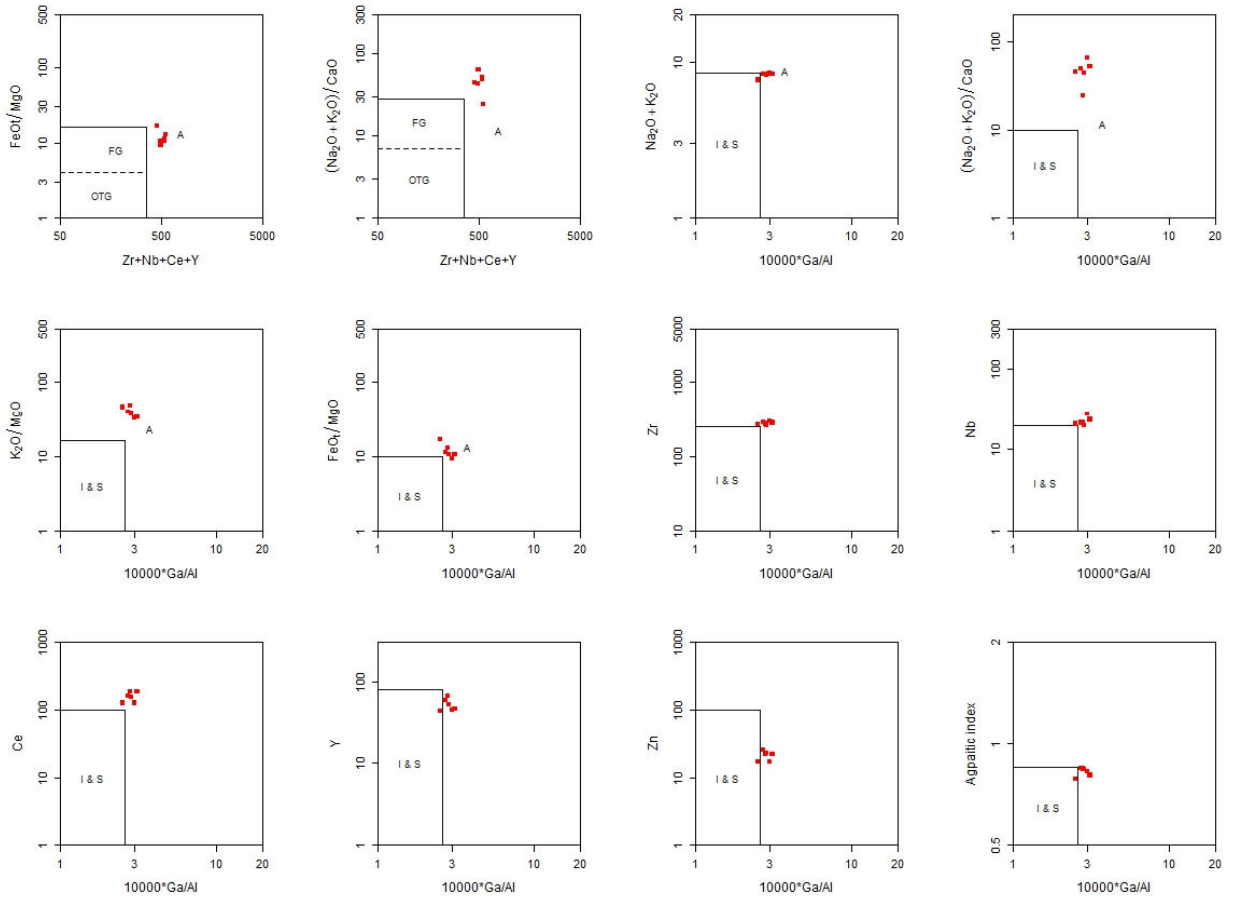 FeOt/MgO
1 3 10 30 100 500
FG
OTG
A
50 500 5000
Zr+Nb+Ce+Y
(Na₂O + K₂O) / CaO
1 3 10 30 100 300
FG
OTG
A
50 500 5000
Zr+Nb+Ce+Y
Na₂O + K₂O
1 3 10 20
I & S
A
1 3 10 20
10000*Ga/Al
(Na₂O + K₂O) / CaO
1 10 100
I & S
A
1 3 10 20
10000*Ga/Al
K₂O/MgO
1 10 100 500
I & S
A
1 3 10 20
10000*Ga/Al
FeOₜ/MgO
1 10 100 500
I & S
A
1 3 10 20
10000*Ga/Al
Zr
10 100 1000 5000
I & S
1 3 10 20
10000*Ga/Al
Nb
1 10 100 300
I & S
1 3 10 20
10000*Ga/Al
Ce
1 10 100 1000
I & S
1 3 10 20
10000*Ga/Al
Y
1 10 100
I & S
1 3 10 20
10000*Ga/Al
Zn
1 10 100 1000
I & S
1 3 10 20
10000*Ga/Al
Agpaitic index
0.5 1 2
I & S
1 3 10 20
10000*Ga/Al